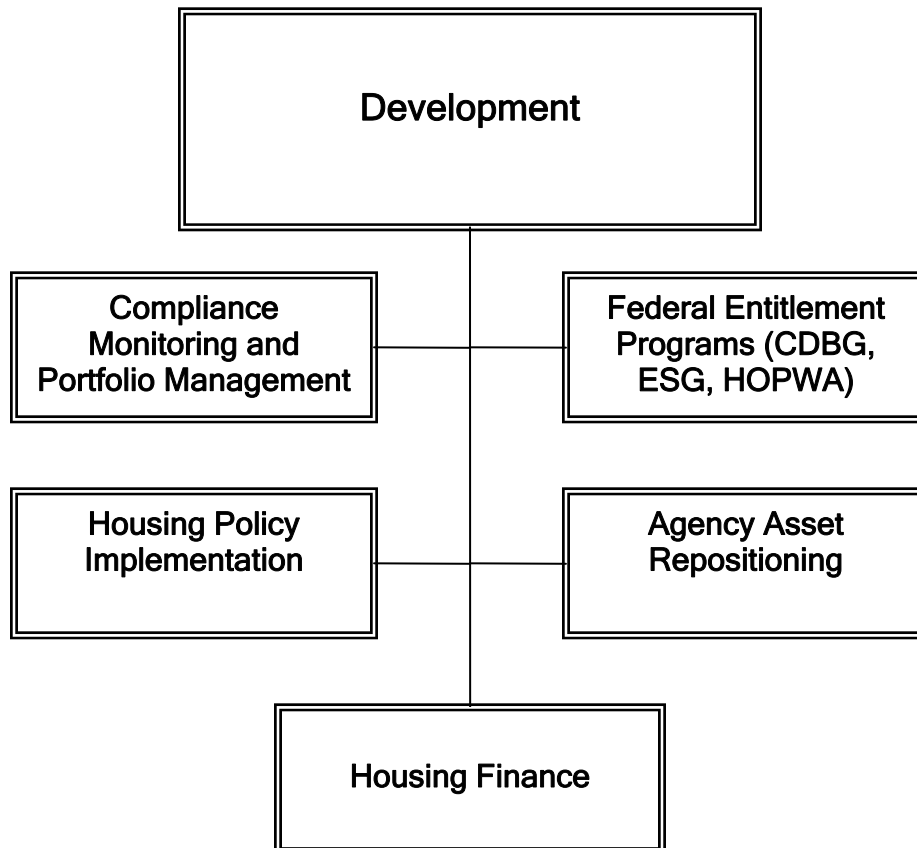 Development
Compliance
Monitoring and
Portfolio Management
Federal Entitlement
Programs (CDBG,
ESG, HOPWA)
Housing Policy
Implementation
Agency Asset
Repositioning
Housing Finance